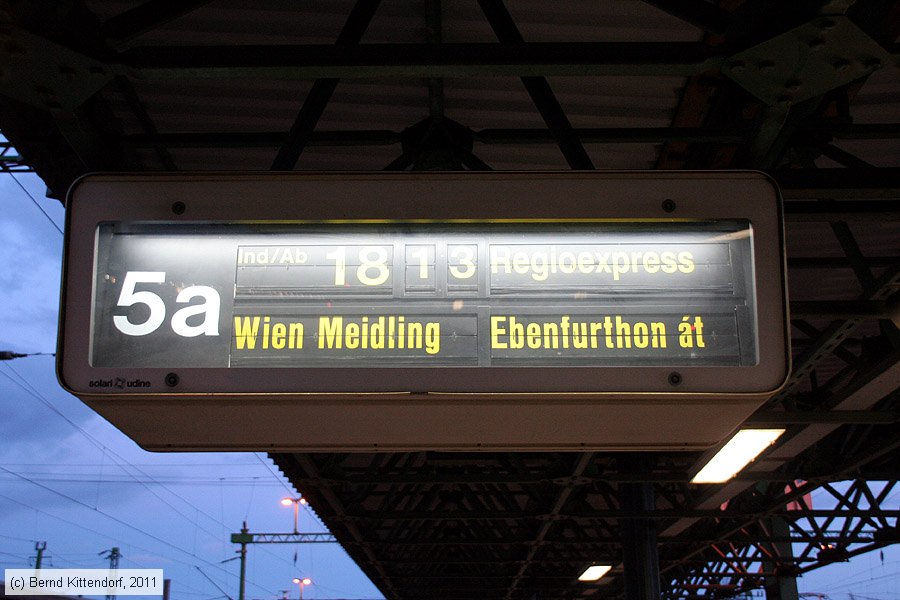 5a
Ind/Ab 18 13 Regioexpress
Wien Meidling Ebenfurthon át
solari udine
(c) Bernd Kittendorf, 2011